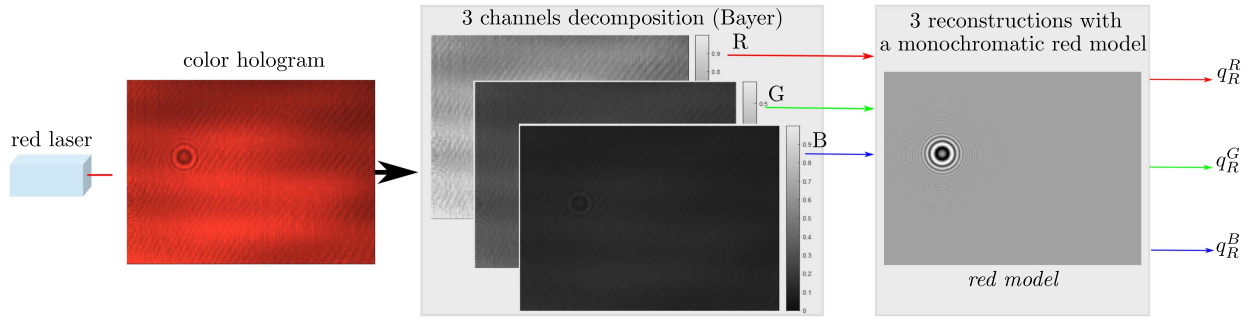 red laser
color hologram
3 channels decomposition (Bayer)
R
0.9
0.8
G
0.5
B
0.9
0.8
0.7
0.6
0.5
0.4
0.3
0.2
0.1
0
3 reconstructions with
a monochromatic red model
red model
q_R^R
q_R^G
q_R^B